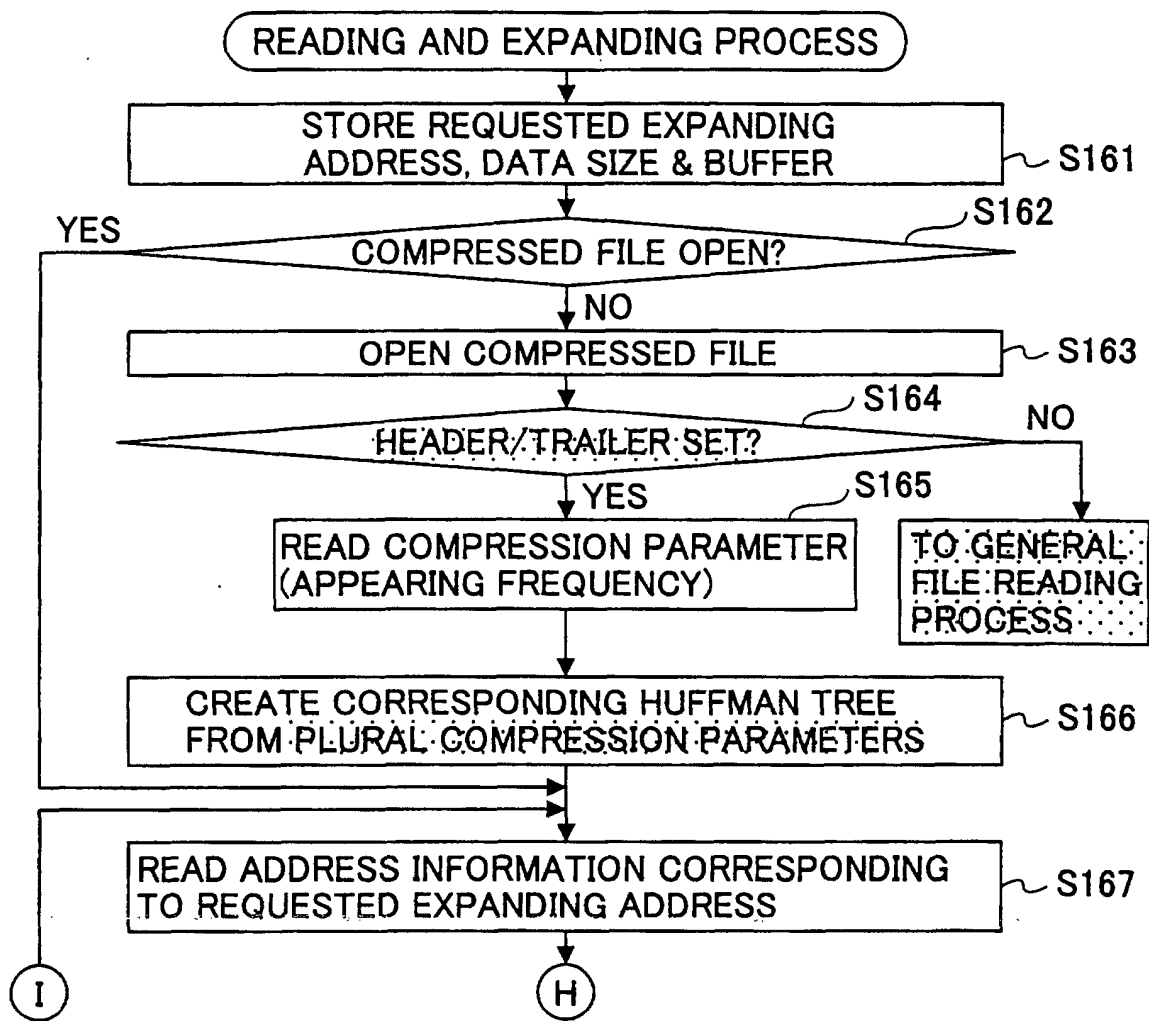 READING AND EXPANDING PROCESS
STORE REQUESTED EXPANDING
ADDRESS, DATA SIZE & BUFFER
S161
S162
YES
COMPRESSED FILE OPEN?
NO
OPEN COMPRESSED FILE
S163
S164
NO
HEADER/TRAILER SET?
YES
S165
READ COMPRESSION PARAMETER
(APPEARING FREQUENCY)
TO GENERAL
FILE READING
PROCESS
CREATE CORRESPONDING HUFFMAN TREE
FROM PLURAL COMPRESSION PARAMETERS
S166
READ ADDRESS INFORMATION CORRESPONDING
TO REQUESTED EXPANDING ADDRESS
S167
I
H